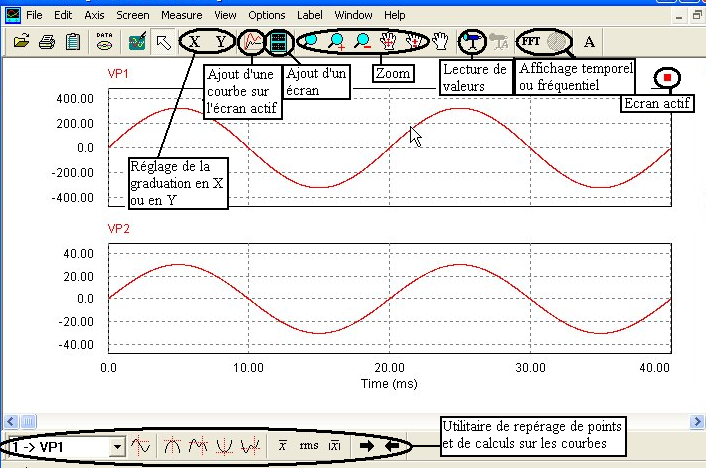 File Edit Axis Screen Measure View Options Label Window Help
DATA X Y FFT A A
Ajout d'une
courbe sur
l'écran actif
Ajout d'un
écran
Zoom
Lecture de
valeurs
Affichage temporel
ou fréquentiel
Ecran actif
Réglage de la
graduation en X
ou en Y
VP1
400.00
200.00
0.0
-200.00
-400.00
VP2
40.00
20.00
0.0
-20.00
-40.00
0.0 10.00 20.00 30.00 40.00
Time (ms)
Utilitaire de repérage de points
et de calculs sur les courbes
1 -> VP1 x rms |x|